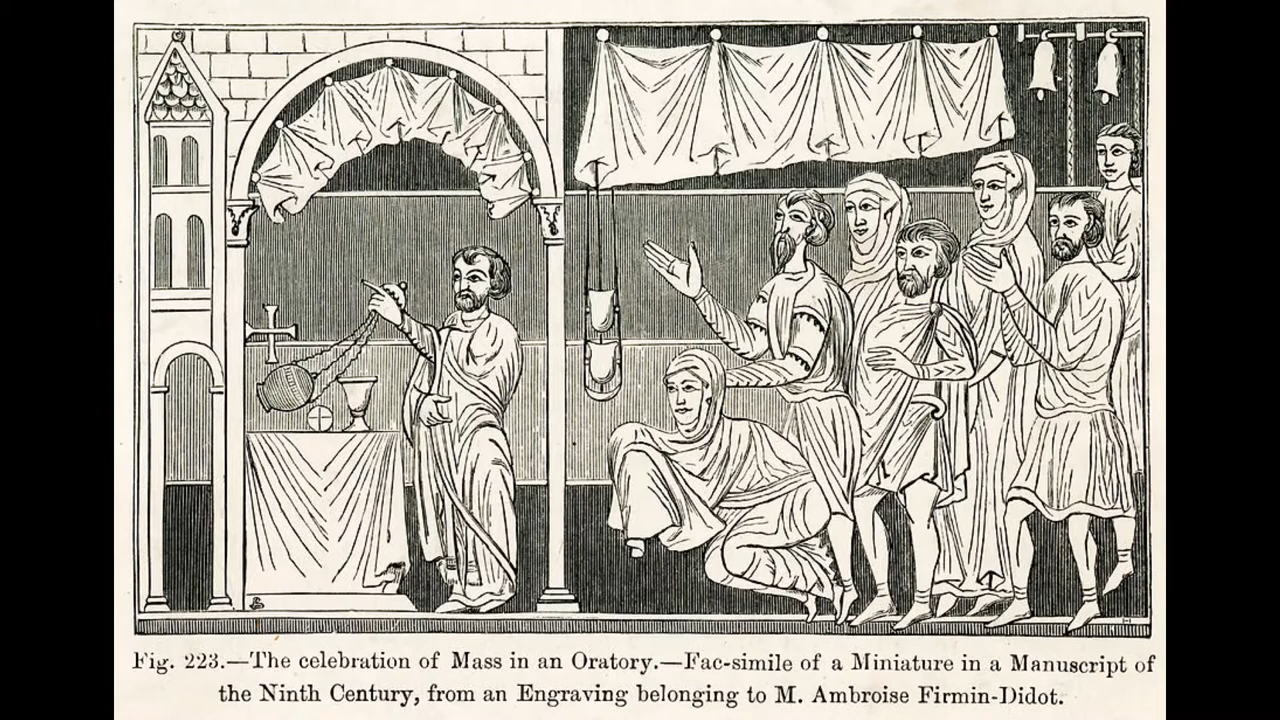 Fig. 223.—The celebration of Mass in an Oratory.—Fac-simile of a Miniature in a Manuscript of
the Ninth Century, from an Engraving belonging to M. Ambroise Firmin-Didot.